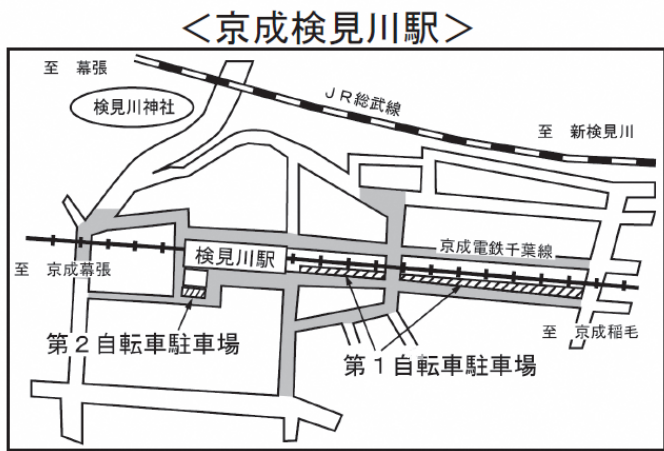 ＜京成検見川駅＞
至 幕張
検見川神社
ＪＲ総武線
至 新検見川
京成電鉄千葉線
検見川駅
至 京成幕張
至 京成稲毛
第２自転車駐車場
第１自転車駐車場